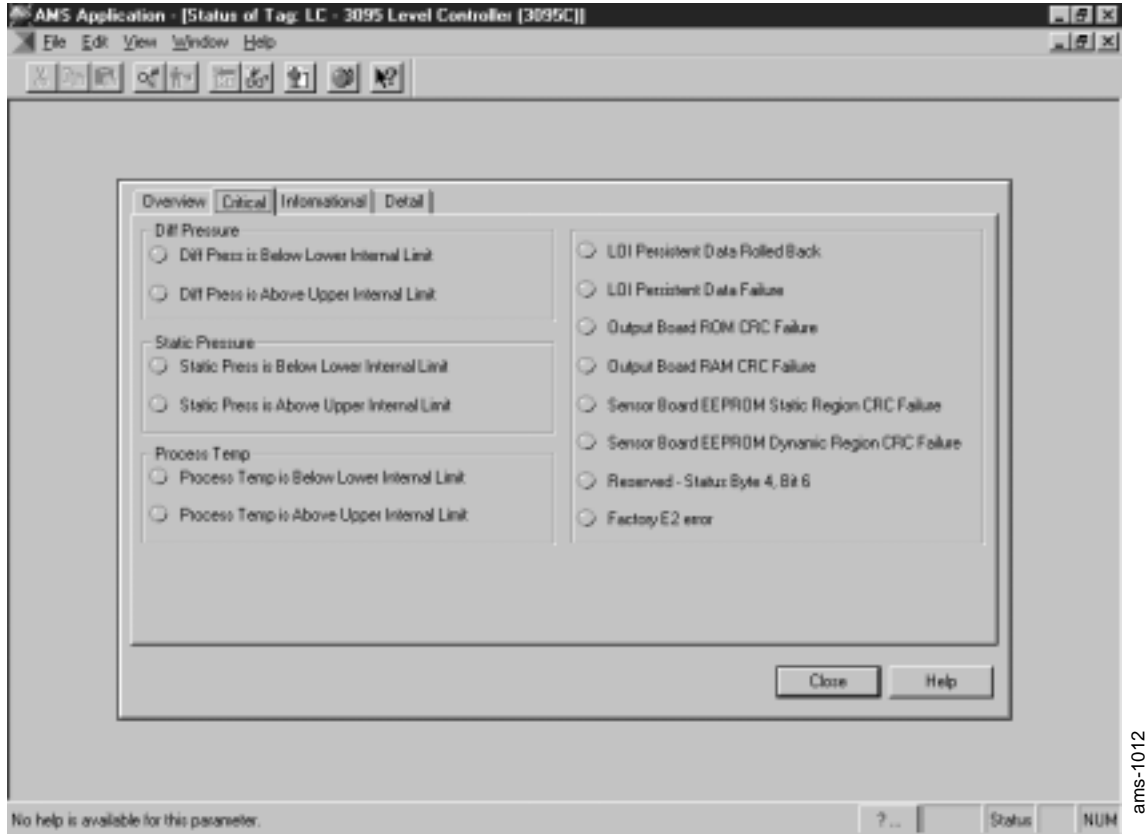 AMS Application - [Status of Tag: LC - 3095 Level Controller (3095C)]
File Edit View Window Help
Overview Critical Informational Detail
Diff Pressure
Diff Press is Below Lower Internal Limit
Diff Press is Above Upper Internal Limit
Static Pressure
Static Press is Below Lower Internal Limit
Static Press is Above Upper Internal Limit
Process Temp
Process Temp is Below Lower Internal Limit
Process Temp is Above Upper Internal Limit
LOI Persistent Data Rolled Back
LOI Persistent Data Failure
Output Board ROM CRC Failure
Output Board RAM CRC Failure
Sensor Board EEPROM Static Region CRC Failure
Sensor Board EEPROM Dynamic Region CRC Failure
Reserved - Status Byte 4, Bit 6
Factory E2 error
Close Help
No help is available for this parameter.
? ... Status NUM
ams-1012